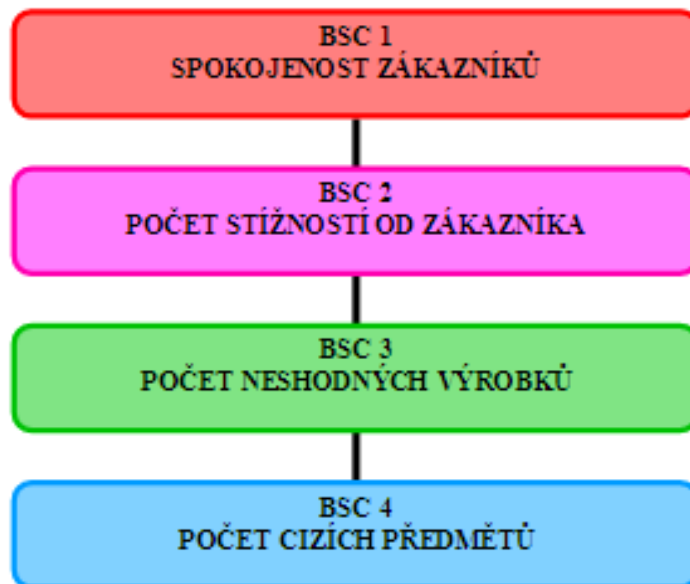 BSC 1
SPOKOJENOST ZÁKAZNÍKŮ
BSC 2
POČET STÍŽNOSTÍ OD ZÁKAZNÍKA
BSC 3
POČET NESHODNÝCH VÝROBKŮ
BSC 4
POČET CIZÍCH PŘEDMĚTŮ